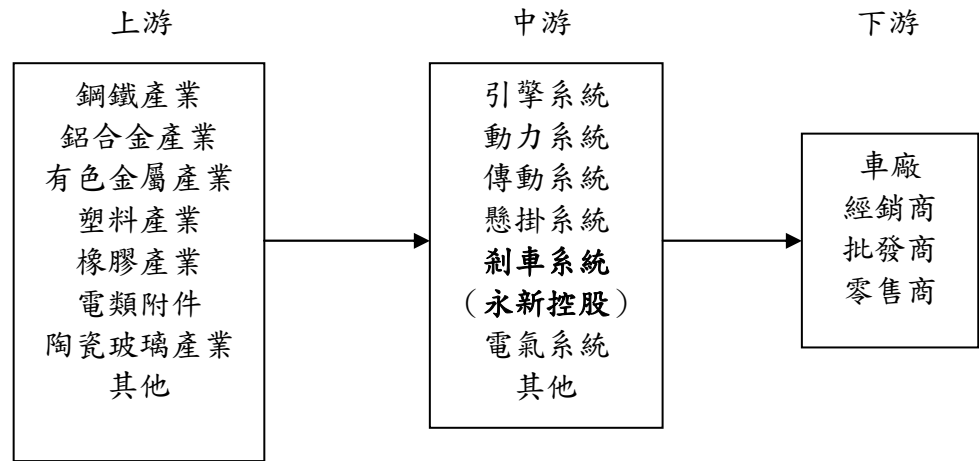 上游
鋼鐵產業
鋁合金產業
有色金屬產業
塑料產業
橡膠產業
電類附件
陶瓷玻璃產業
其他
中游
引擎系統
動力系統
傳動系統
懸掛系統
剎車系統
（永新控股）
電氣系統
其他
下游
車廠
經銷商
批發商
零售商